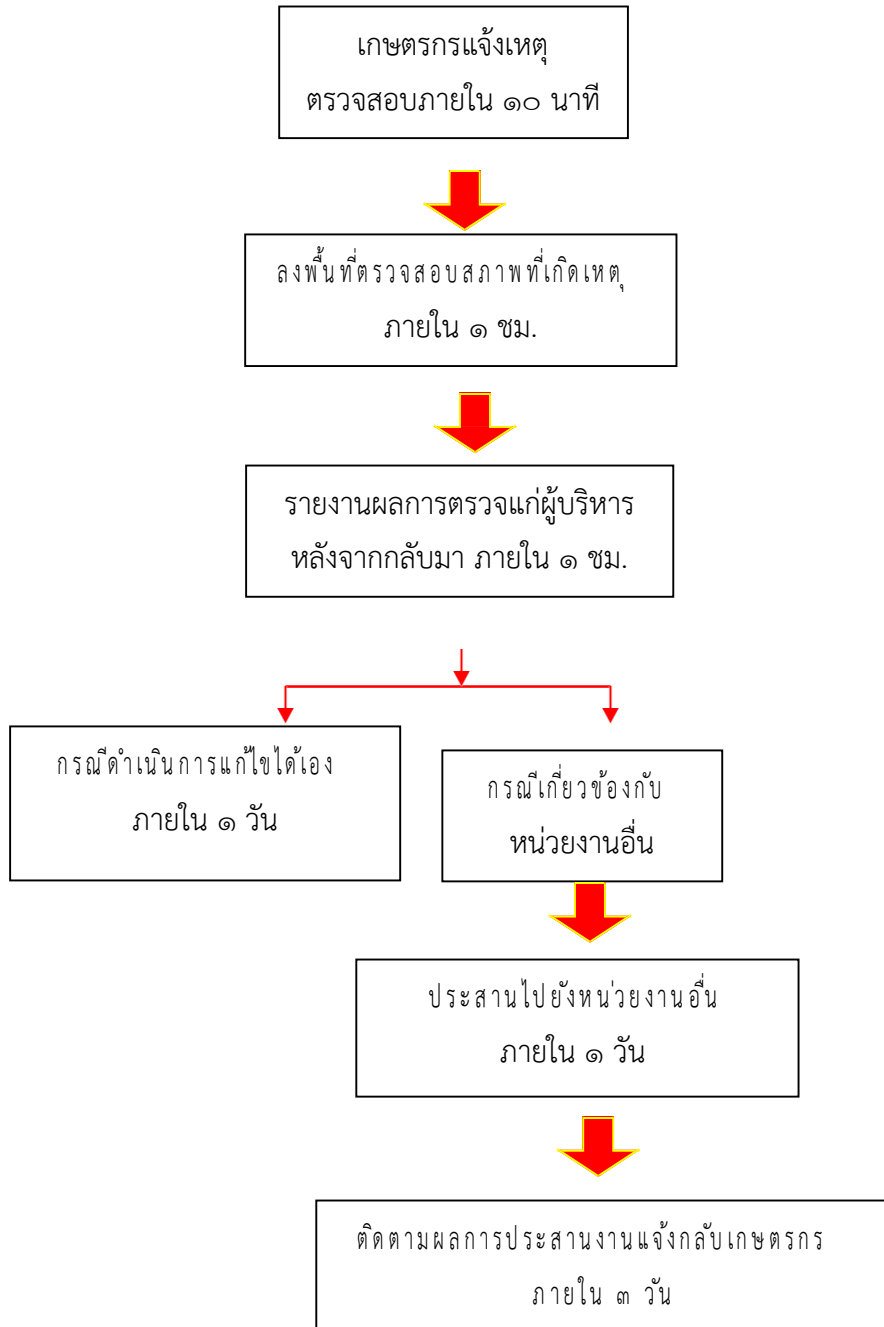 เกษตรกรแจ้งเหตุ
ตรวจสอบภายใน ๑๐ นาที
ลงพื้นที่ตรวจสอบสภาพที่เกิดเหตุ
ภายใน ๑ ชม.
รายงานผลการตรวจแก่ผู้บริหาร
หลังจากกลับมา ภายใน ๑ ชม.
กรณีดำเนินการแก้ไขได้เอง
ภายใน ๑ วัน
กรณีเกี่ยวข้องกับ
หน่วยงานอื่น
ประสานไปยังหน่วยงานอื่น
ภายใน ๑ วัน
ติดตามผลการประสานงานแจ้งกลับเกษตรกร
ภายใน ๓ วัน